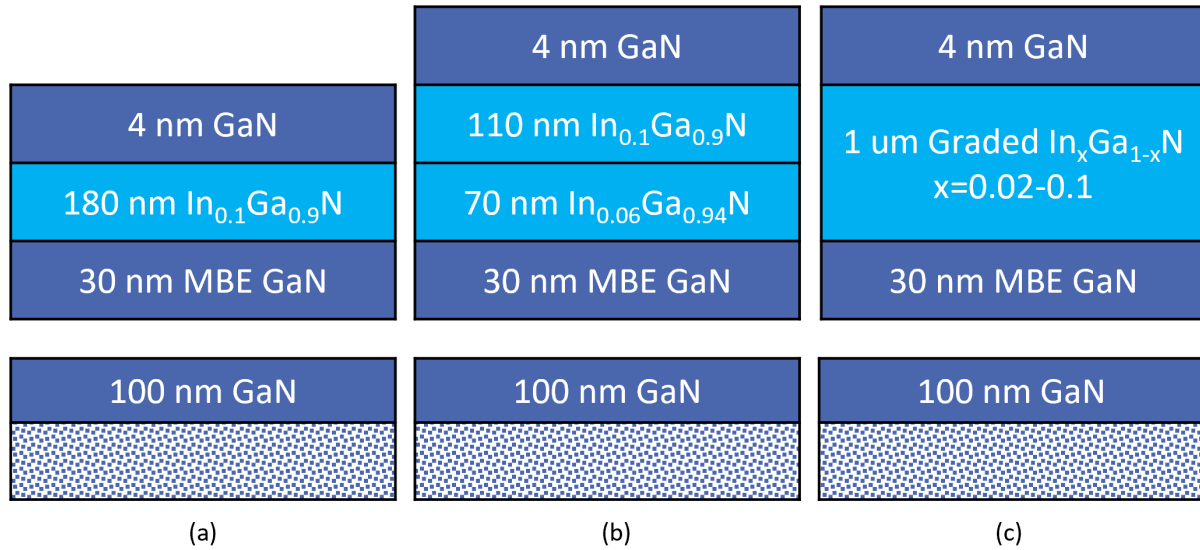 4 nm GaN
180 nm In₀.₁Ga₀.₉N
30 nm MBE GaN
100 nm GaN
(a)
4 nm GaN
110 nm In₀.₁Ga₀.₉N
70 nm In₀.₀₆Ga₀.₉₄N
30 nm MBE GaN
100 nm GaN
(b)
4 nm GaN
1 um Graded InₓGa₁₋ₓN
x=0.02-0.1
30 nm MBE GaN
100 nm GaN
(c)